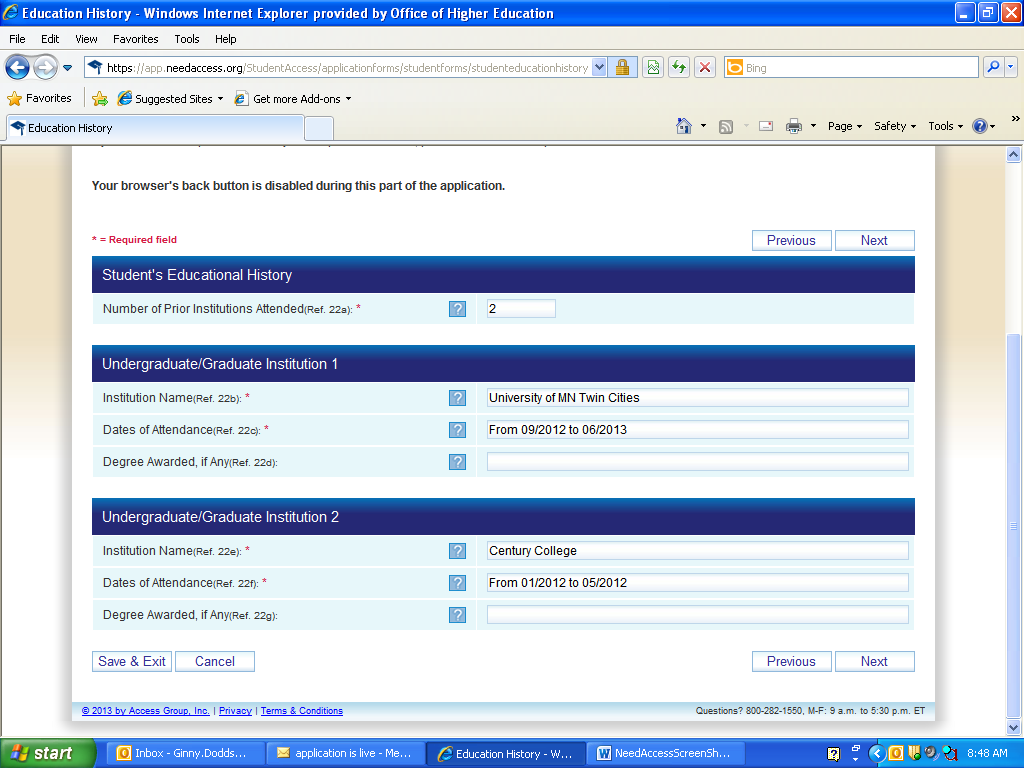 Education History - Windows Internet Explorer provided by Office of Higher Education
File Edit View Favorites Tools Help
https://app.needaccess.org/StudentAccess/applicationforms/studentforms/studenteducationhistory
Bing
Favorites Suggested Sites Get more Add-ons
Education History
Page Safety Tools
Your browser's back button is disabled during this part of the application.
* = Required field
Previous Next
Student's Educational History
Number of Prior Institutions Attended(Ref. 22a): * ? 2
Undergraduate/Graduate Institution 1
Institution Name(Ref. 22b): * ? University of MN Twin Cities
Dates of Attendance(Ref. 22c): * ? From 09/2012 to 06/2013
Degree Awarded, if Any(Ref. 22d): ?
Undergraduate/Graduate Institution 2
Institution Name(Ref. 22e): * ? Century College
Dates of Attendance(Ref. 22f): * ? From 01/2012 to 05/2012
Degree Awarded, if Any(Ref. 22g): ?
Save & Exit Cancel Previous Next
© 2013 by Access Group, Inc. | Privacy | Terms & Conditions Questions? 800-282-1550, M-F: 9 a.m. to 5:30 p.m. ET
start Inbox - Ginny.Dodds... application is live - Me... Education History - W... NeedAccessScreenSh... 8:48 AM